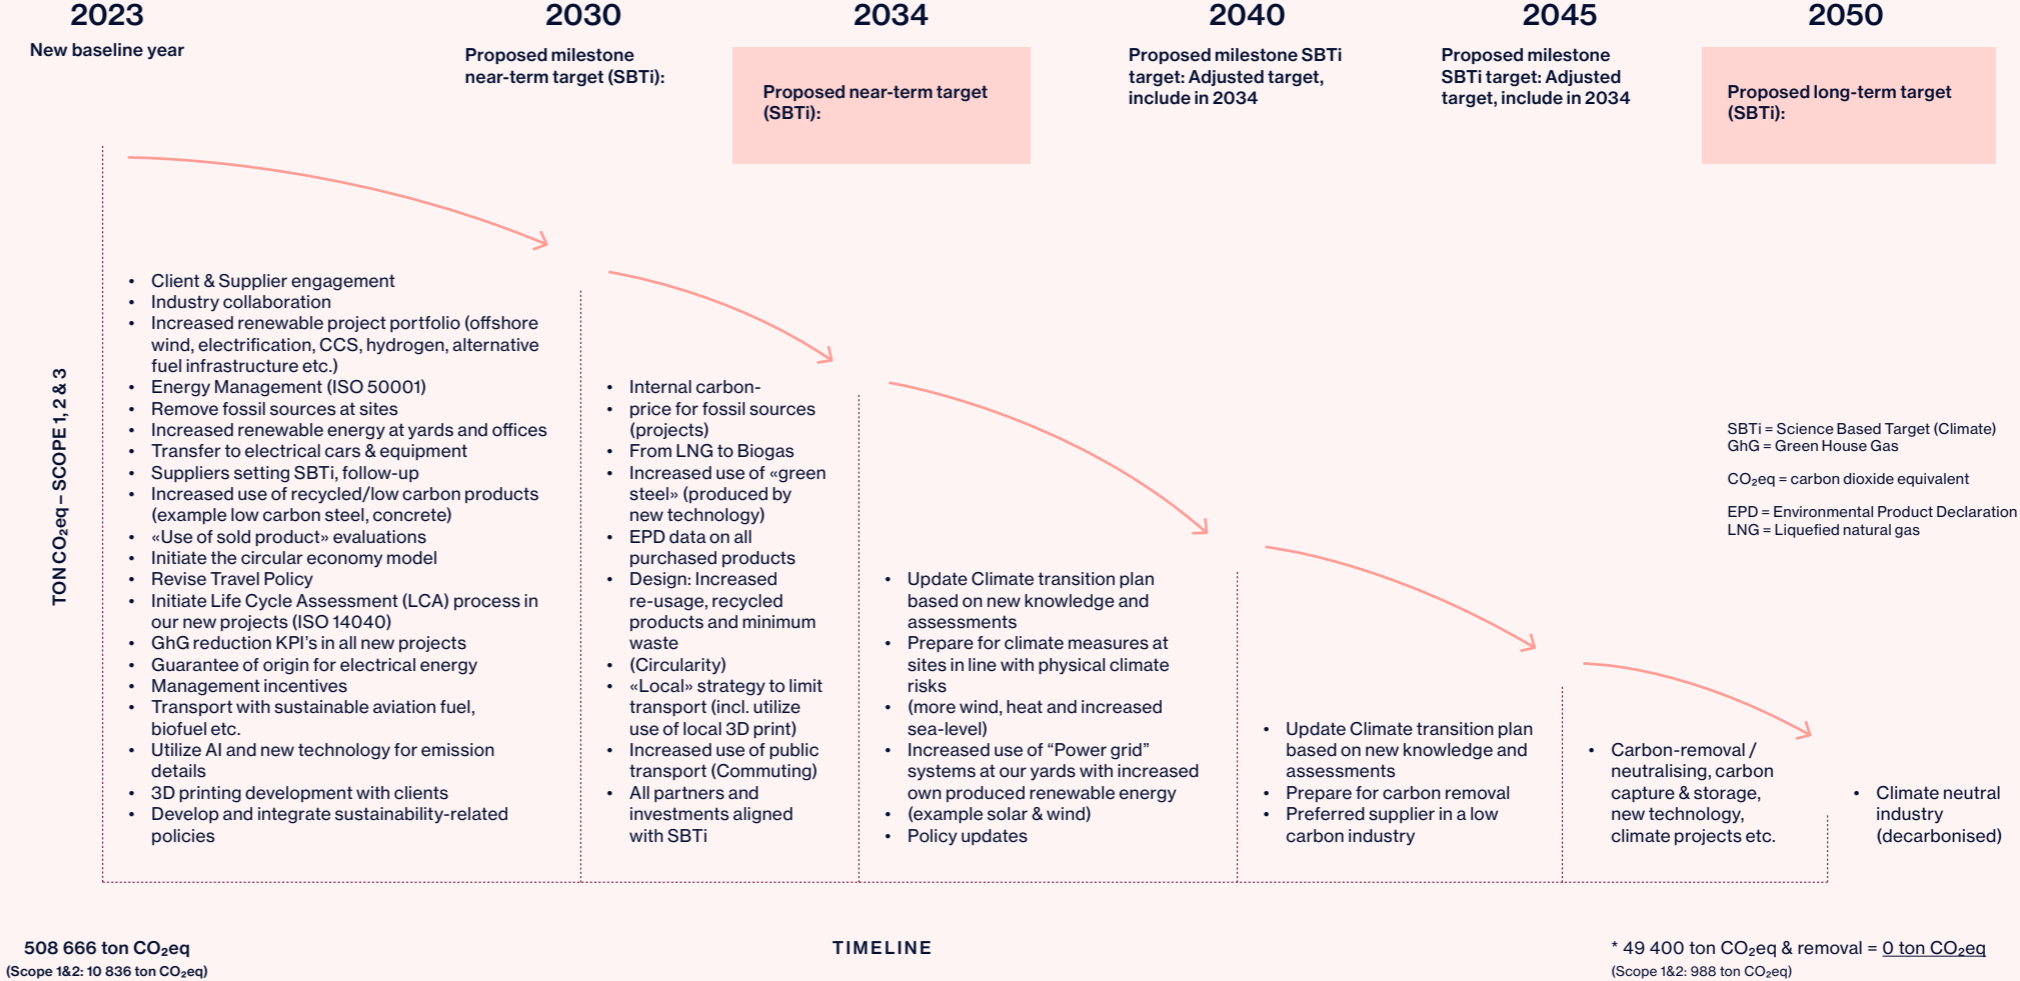 2023
New baseline year
2030
Proposed milestone
near-term target (SBTi):
2034
Proposed near-term target
(SBTi):
2040
Proposed milestone SBTi
target: Adjusted target,
include in 2034
2045
Proposed milestone
SBTi target: Adjusted
target, include in 2034
2050
Proposed long-term target
(SBTi):
TON CO₂eq – SCOPE 1, 2 & 3
• Client & Supplier engagement
• Industry collaboration
• Increased renewable project portfolio (offshore
wind, electrification, CCS, hydrogen, alternative
fuel infrastructure etc.)
• Energy Management (ISO 50001)
• Remove fossil sources at sites
• Increased renewable energy at yards and offices
• Transfer to electrical cars & equipment
• Suppliers setting SBTi, follow-up
• Increased use of recycled/low carbon products
(example low carbon steel, concrete)
• «Use of sold product» evaluations
• Initiate the circular economy model
• Revise Travel Policy
• Initiate Life Cycle Assessment (LCA) process in
our new projects (ISO 14040)
• GhG reduction KPI's in all new projects
• Guarantee of origin for electrical energy
• Management incentives
• Transport with sustainable aviation fuel,
biofuel etc.
• Utilize AI and new technology for emission
details
• 3D printing development with clients
• Develop and integrate sustainability-related
policies
• Internal carbon-
• price for fossil sources
(projects)
• From LNG to Biogas
• Increased use of «green
steel» (produced by
new technology)
• EPD data on all
purchased products
• Design: Increased
re-usage, recycled
products and minimum
waste
• (Circularity)
• «Local» strategy to limit
transport (incl. utilize
use of local 3D print)
• Increased use of public
transport (Commuting)
• All partners and
investments aligned
with SBTi
• Update Climate transition plan
based on new knowledge and
assessments
• Prepare for climate measures at
sites in line with physical climate
risks
• (more wind, heat and increased
sea-level)
• Increased use of “Power grid”
systems at our yards with increased
own produced renewable energy
• (example solar & wind)
• Policy updates
• Update Climate transition plan
based on new knowledge and
assessments
• Prepare for carbon removal
• Preferred supplier in a low
carbon industry
• Carbon-removal /
neutralising, carbon
capture & storage,
new technology,
climate projects etc.
• Climate neutral
industry
(decarbonised)
SBTi = Science Based Target (Climate)
GhG = Green House Gas
CO₂eq = carbon dioxide equivalent
EPD = Environmental Product Declaration
LNG = Liquefied natural gas
508 666 ton CO₂eq
(Scope 1&2: 10 836 ton CO₂eq)
TIMELINE
* 49 400 ton CO₂eq & removal = 0 ton CO₂eq
(Scope 1&2: 988 ton CO₂eq)